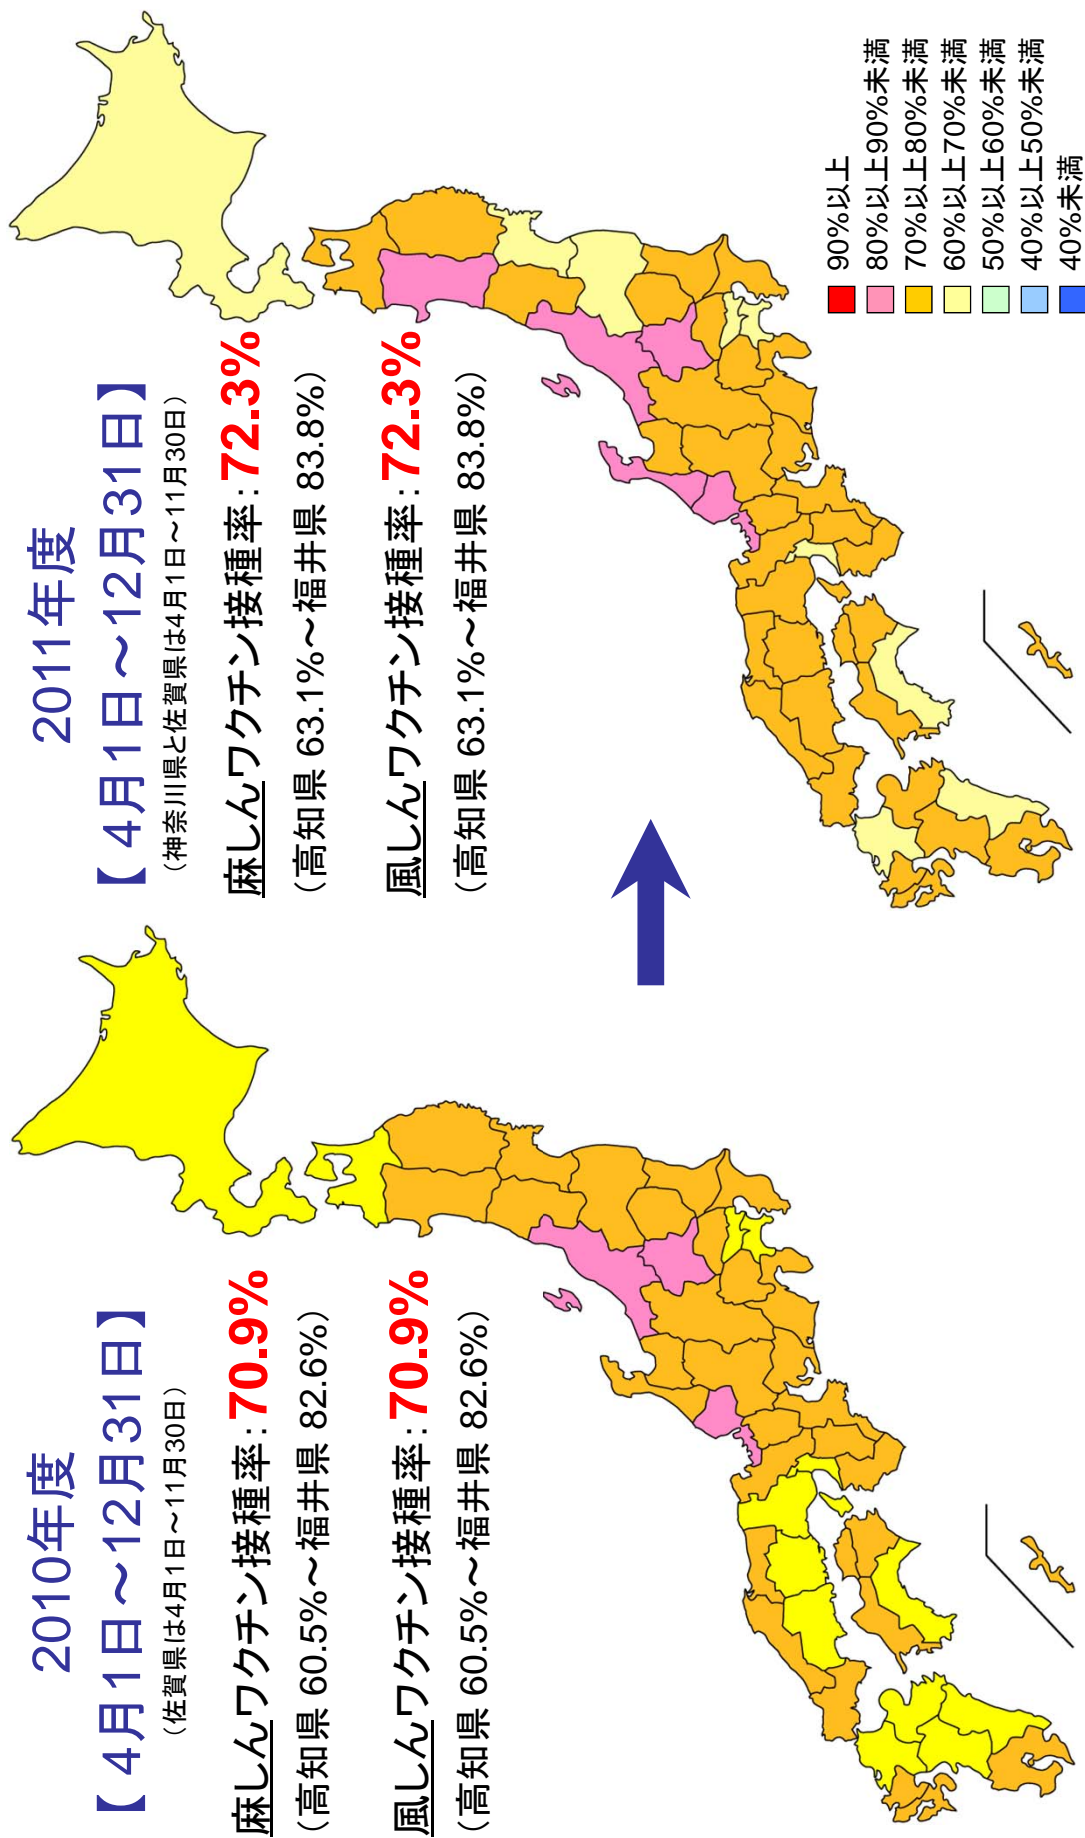 2010年度
【 4月1日～12月31日】
（佐賀県は4月1日～11月30日）
麻しんワクチン接種率：70.9%
（高知県 60.5%～福井県 82.6%）
風しんワクチン接種率：70.9%
（高知県 60.5%～福井県 82.6%）
2011年度
【 4月1日～12月31日】
（神奈川県と佐賀県は4月1日～11月30日）
麻しんワクチン接種率：72.3%
（高知県 63.1%～福井県 83.8%）
風しんワクチン接種率：72.3%
（高知県 63.1%～福井県 83.8%）
90%以上
80%以上90%未満
70%以上80%未満
60%以上70%未満
50%以上60%未満
40%以上50%未満
40%未満